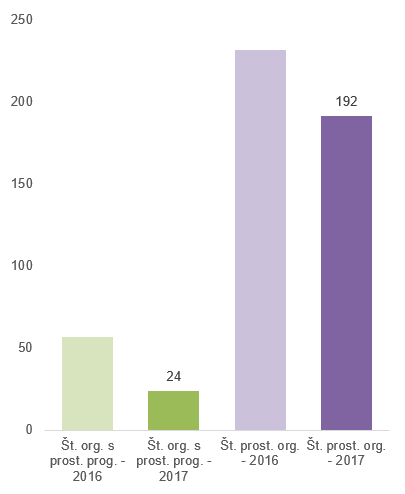 250
200
150
100
50
0
24
192
Št. org. s
prost. prog. -
2016
Št. org. s
prost. prog. -
2017
Št. prost. org.
- 2016
Št. prost. org.
- 2017